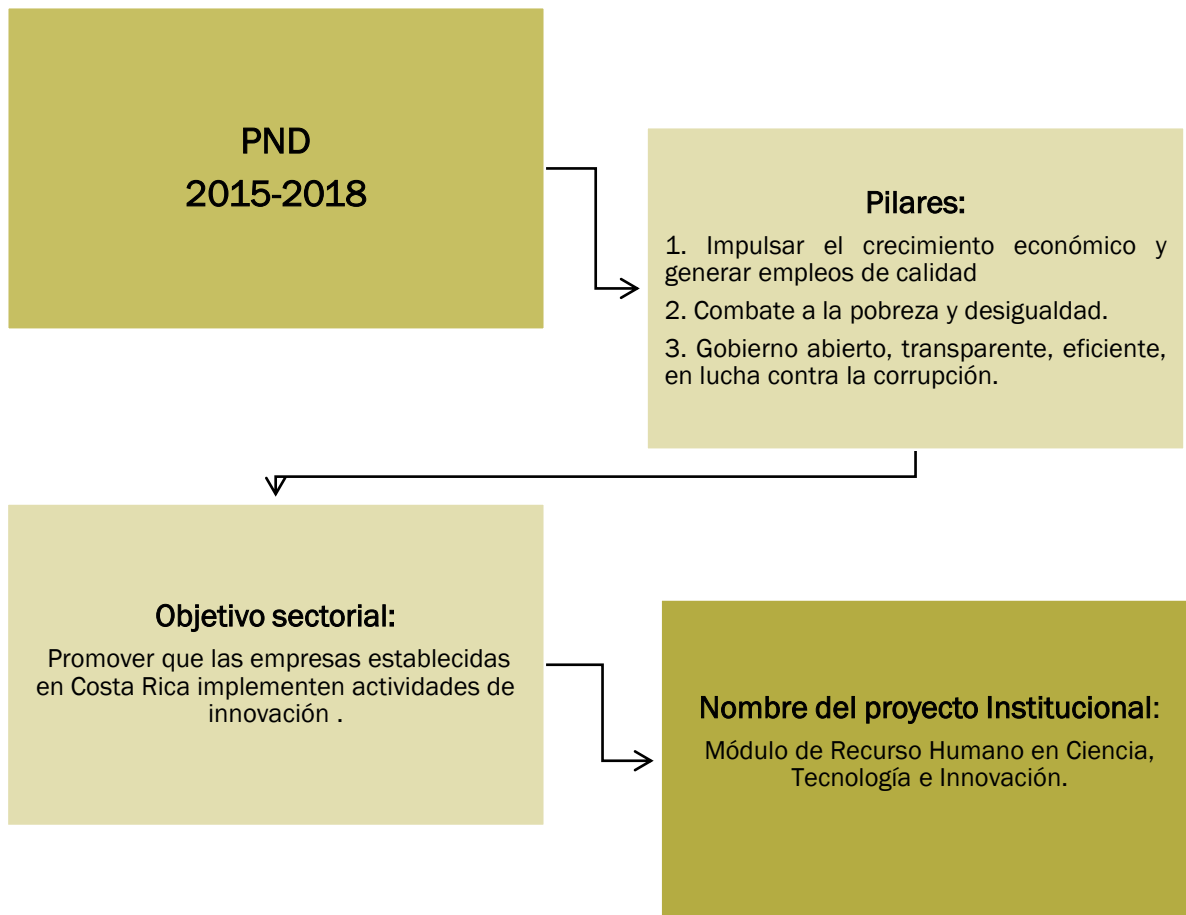 PND
2015-2018
Pilares:
1. Impulsar el crecimiento económico y
generar empleos de calidad
2. Combate a la pobreza y desigualdad.
3. Gobierno abierto, transparente, eficiente,
en lucha contra la corrupción.
Objetivo sectorial:
Promover que las empresas establecidas
en Costa Rica implementen actividades de
innovación .
Nombre del proyecto Institucional:
Módulo de Recurso Humano en Ciencia,
Tecnología e Innovación.